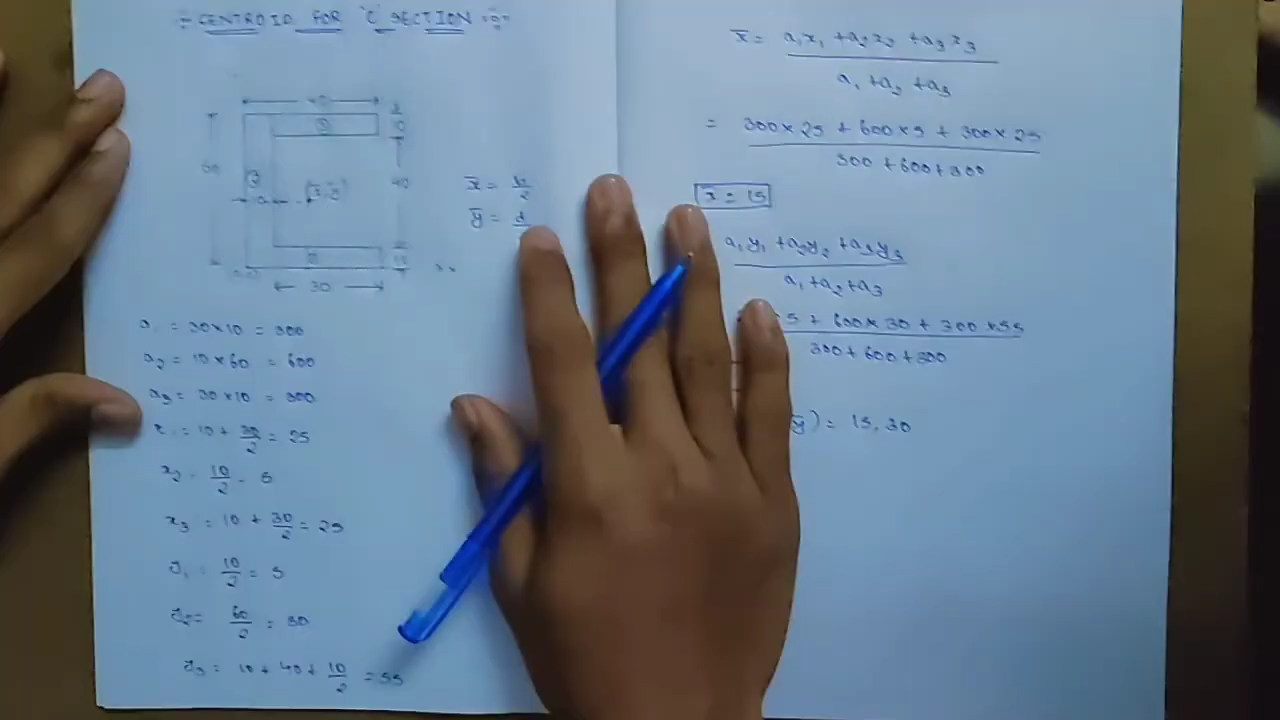 CENTROID FOR 'C' SECTION
40
10
60
40
10
30
x̄ = b/2
ȳ = d
a₁ = 30×10 = 300
a₂ = 10×60 = 600
a₃ = 30×10 = 300
x₁ = 10 + 30/2 = 25
x₂ = 10/2 = 5
x₃ = 10 + 30/2 = 25
y₁ = 10/2 = 5
y₂ = 60/2 = 30
y₃ = 10 + 40 + 10/2 = 55
x̄ = a₁x₁ + a₂x₂ + a₃x₃
a₁ + a₂ + a₃
= 300×25 + 600×5 + 300×25
300 + 600 + 300
x̄ = 15
a₁y₁ + a₂y₂ + a₃y₃
a₁ + a₂ + a₃
5 + 600×30 + 300×55
300 + 600 + 300
ȳ) = 15, 30